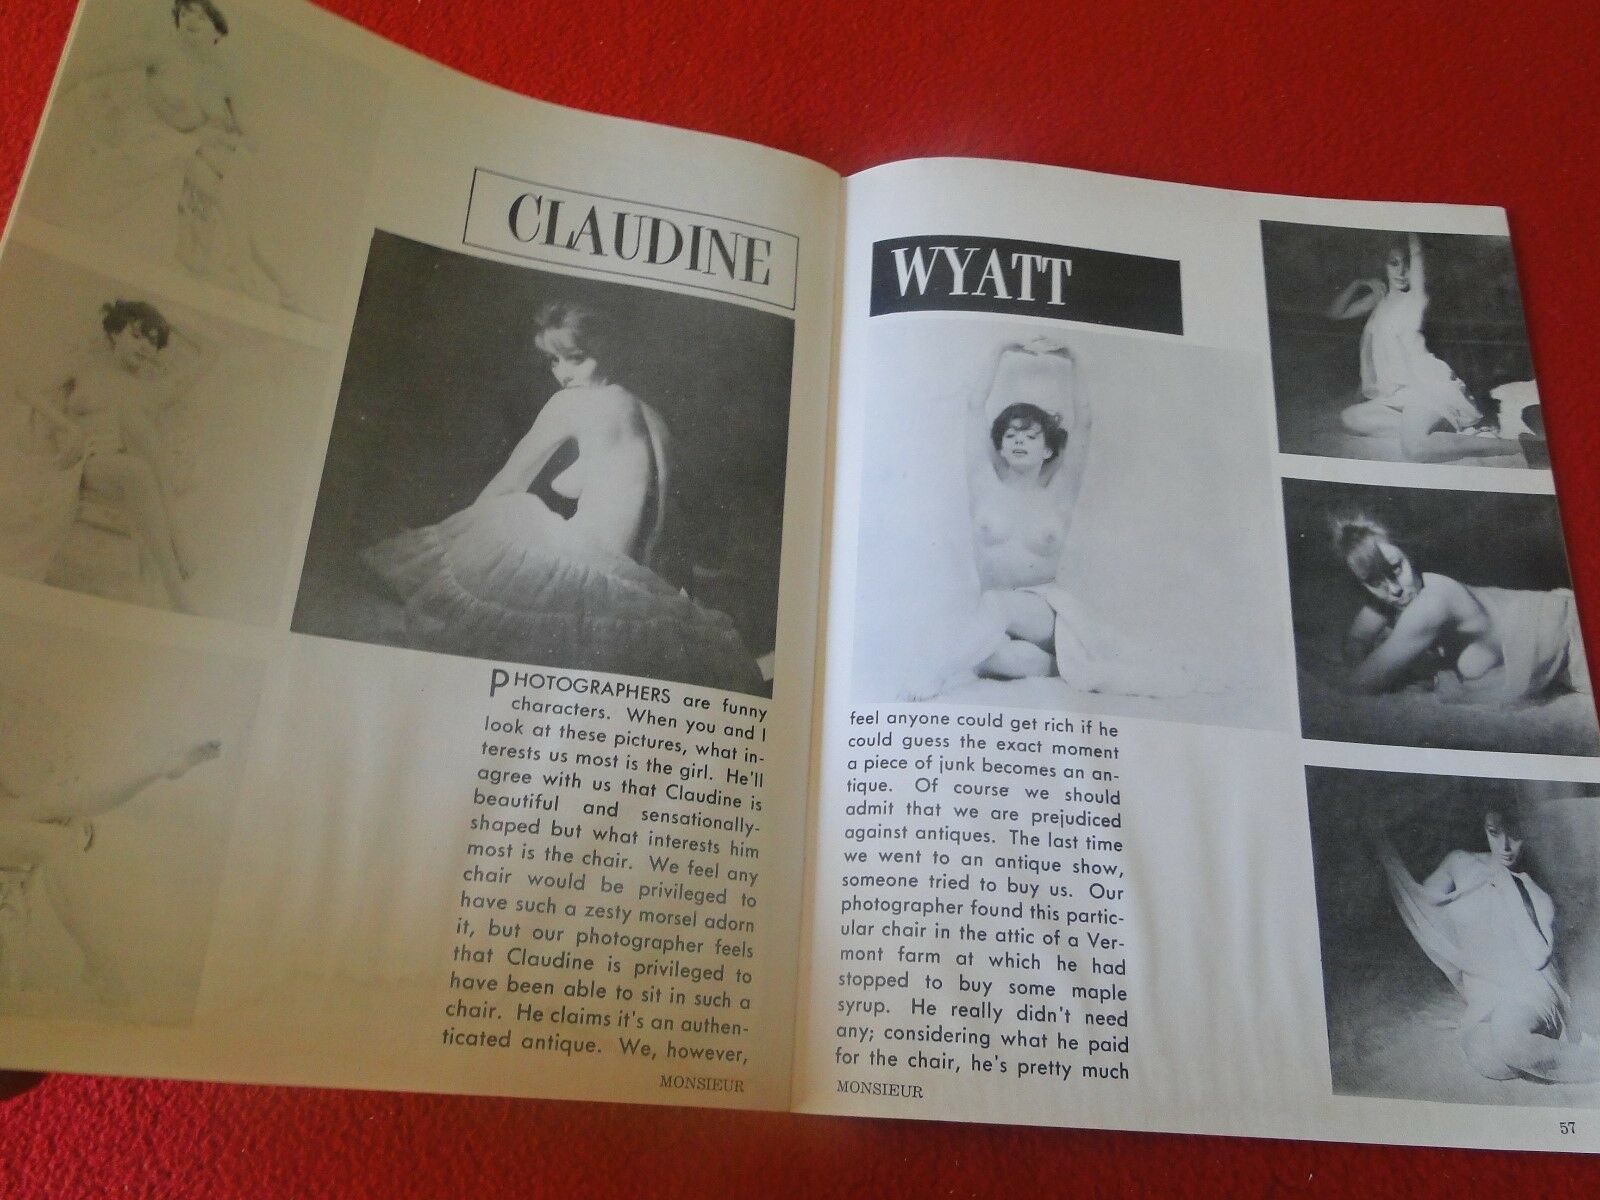 CLAUDINE
PHOTOGRAPHERS are funny
characters. When you and I
look at these pictures, what in-
terests us most is the girl. He'll
agree with us that Claudine is
beautiful and sensationally-
shaped but what interests him
most is the chair. We feel any
chair would be privileged to
have such a zesty morsel adorn
it, but our photographer feels
that Claudine is privileged to
have been able to sit in such a
chair. He claims it's an authen-
ticated antique. We, however,
MONSIEUR
WYATT
feel anyone could get rich if he
could guess the exact moment
a piece of junk becomes an an-
tique. Of course we should
admit that we are prejudiced
against antiques. The last time
we went to an antique show,
someone tried to buy us. Our
photographer found this partic-
ular chair in the attic of a Ver-
mont farm at which he had
stopped to buy some maple
syrup. He really didn't need
any; considering what he paid
for the chair, he's pretty much
MONSIEUR
57